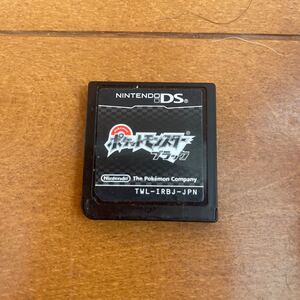 NINTENDO DS
ポケットモンスター
ブラック
Nintendo The Pokémon Company
TWL-IRBJ-JPN